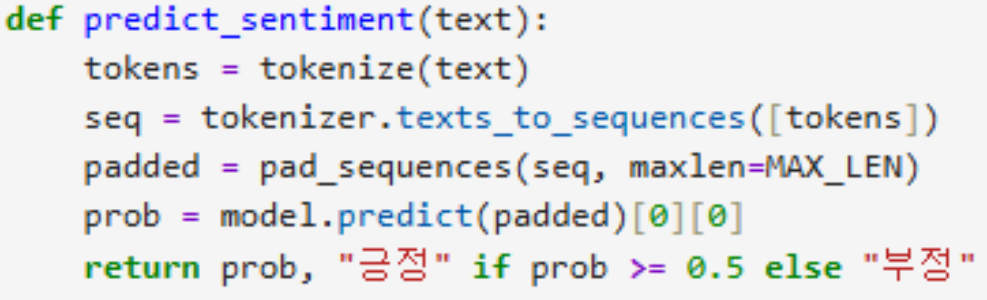 def predict_sentiment(text):
    tokens = tokenize(text)
    seq = tokenizer.texts_to_sequences([tokens])
    padded = pad_sequences(seq, maxlen=MAX_LEN)
    prob = model.predict(padded)[0][0]
    return prob, "긍정" if prob >= 0.5 else "부정"